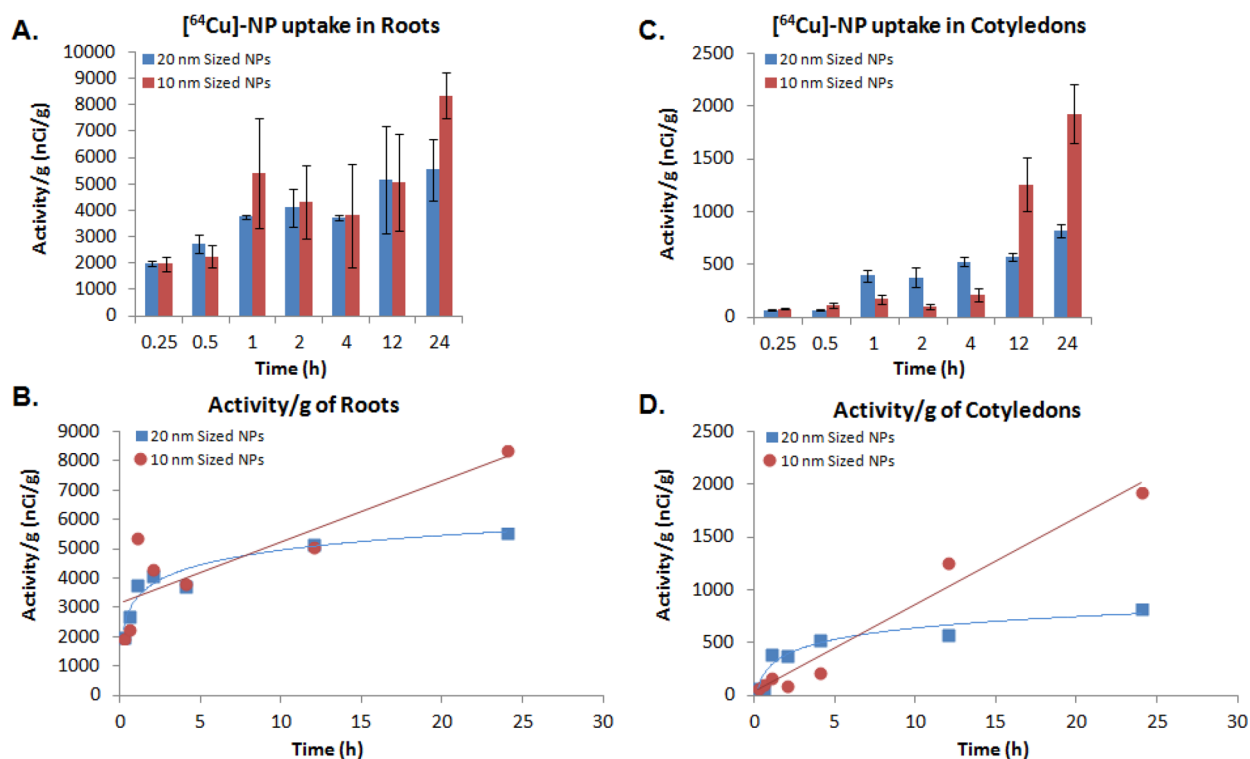 A.
[⁶⁴Cu]-NP uptake in Roots
10000
9000
8000
7000
6000
5000
4000
3000
2000
1000
0
Activity/g (nCi/g)
20 nm Sized NPs
10 nm Sized NPs
0.25 0.5 1 2 4 12 24
Time (h)
C.
[⁶⁴Cu]-NP uptake in Cotyledons
2500
2000
1500
1000
500
0
Activity/g (nCi/g)
20 nm Sized NPs
10 nm Sized NPs
0.25 0.5 1 2 4 12 24
Time (h)
B.
Activity/g of Roots
9000
8000
7000
6000
5000
4000
3000
2000
1000
0
Activity/g (nCi/g)
20 nm Sized NPs
10 nm Sized NPs
0 5 10 15 20 25 30
Time (h)
D.
Activity/g of Cotyledons
2500
2000
1500
1000
500
0
Activity/g (nCi/g)
20 nm Sized NPs
10 nm Sized NPs
0 5 10 15 20 25 30
Time (h)